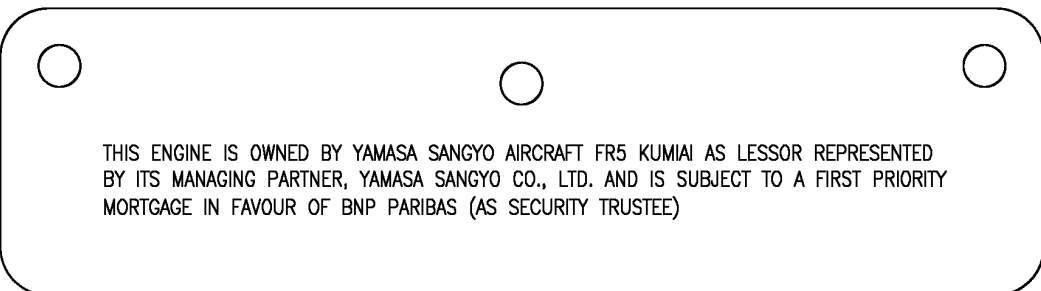 THIS ENGINE IS OWNED BY YAMASA SANGYO AIRCRAFT FR5 KUMIAI AS LESSOR REPRESENTED
BY ITS MANAGING PARTNER, YAMASA SANGYO CO., LTD. AND IS SUBJECT TO A FIRST PRIORITY
MORTGAGE IN FAVOUR OF BNP PARIBAS (AS SECURITY TRUSTEE)